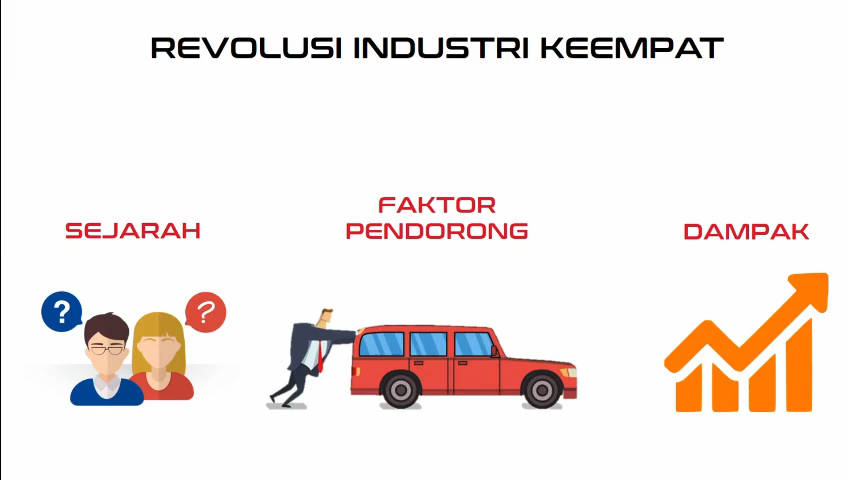 REVOLUSI INDUSTRI KEEMPAT
SEJARAH
FAKTOR
PENDORONG
DAMPAK
?
?